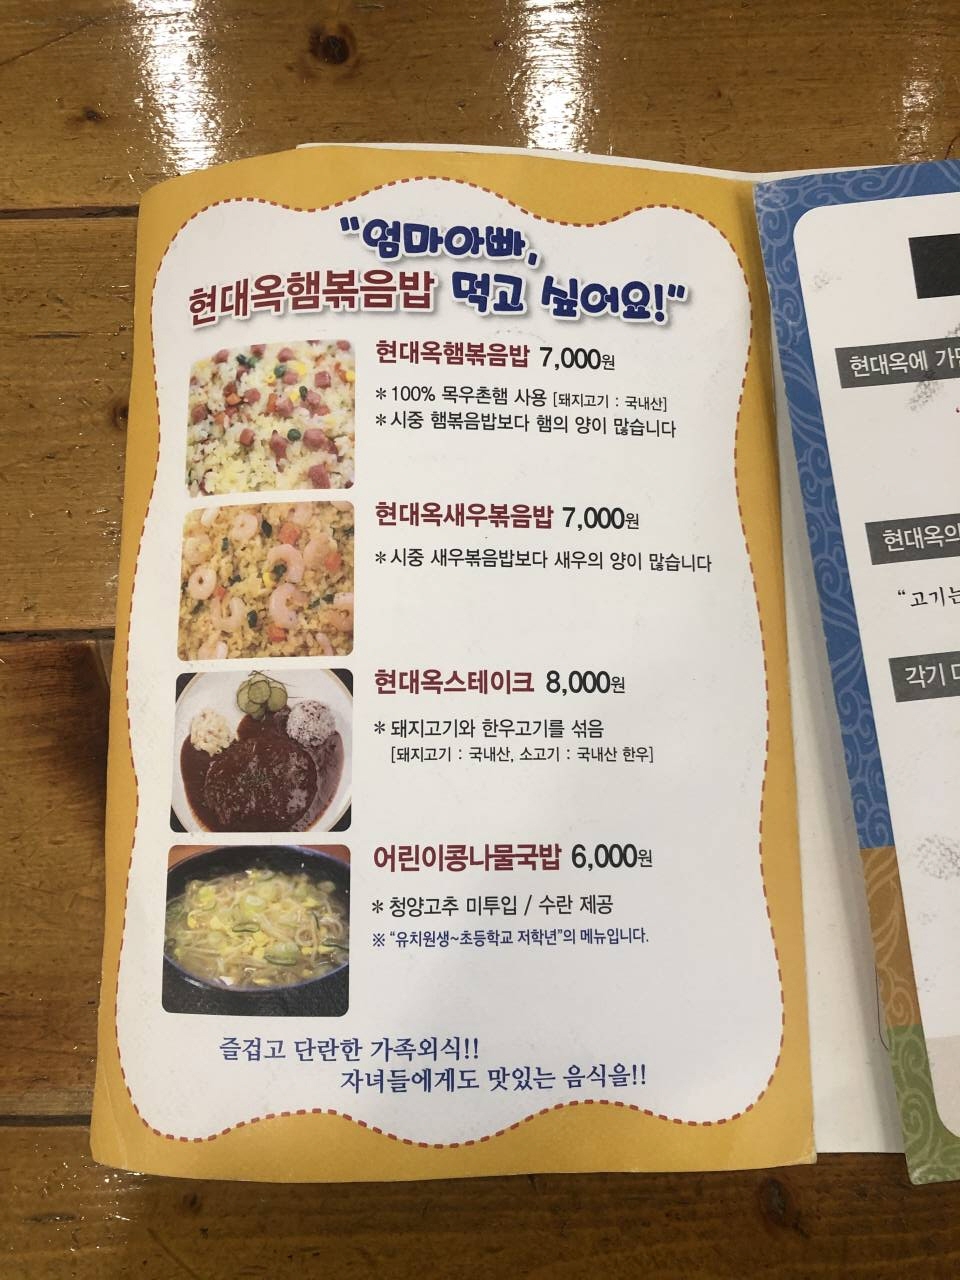 "엄마아빠,
현대옥햄볶음밥 먹고 싶어요!"
현대옥햄볶음밥 7,000원
* 100% 목우촌햄 사용 [돼지고기 : 국내산]
* 시중 햄볶음밥보다 햄의 양이 많습니다
현대옥새우볶음밥 7,000원
* 시중 새우볶음밥보다 새우의 양이 많습니다
현대옥스테이크 8,000원
* 돼지고기와 한우고기를 섞음
[돼지고기 : 국내산, 소고기 : 국내산 한우]
어린이콩나물국밥 6,000원
* 청양고추 미투입 / 수란 제공
※ "유치원생~초등학교 저학년"의 메뉴입니다.
즐겁고 단란한 가족외식!!
자녀들에게도 맛있는 음식을!!
현대옥에
현대옥의
"고기는
각기